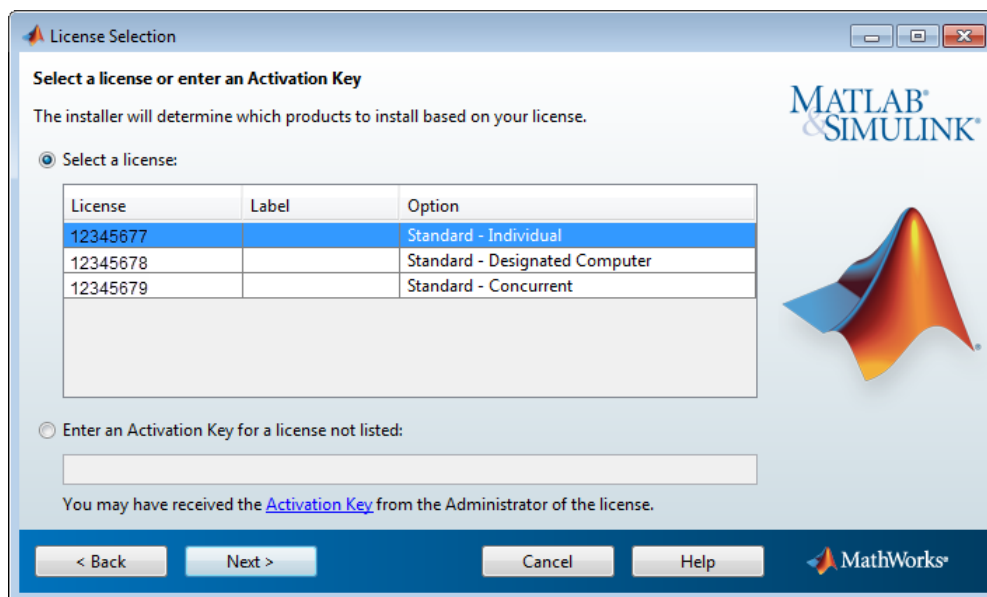 License Selection
Select a license or enter an Activation Key
The installer will determine which products to install based on your license.
MATLAB®
&SIMULINK®
Select a license:
License Label Option
12345677 Standard - Individual
12345678 Standard - Designated Computer
12345679 Standard - Concurrent
®
Enter an Activation Key for a license not listed:
You may have received the Activation Key from the Administrator of the license.
< Back Next > Cancel Help MathWorks®